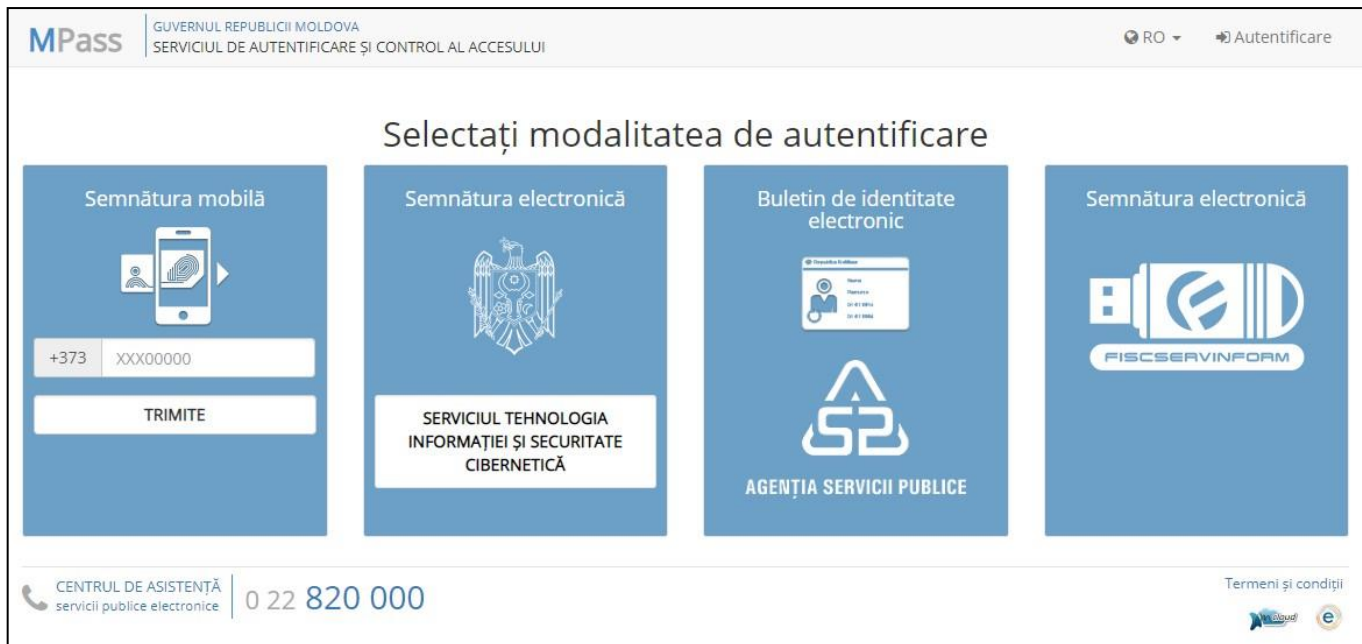 MPass
GUVERNUL REPUBLICII MOLDOVA
SERVICIUL DE AUTENTIFICARE ȘI CONTROL AL ACCESULUI
RO
Autentificare
Selectați modalitatea de autentificare
Semnătura mobilă
+373
XXX00000
TRIMITE
Semnătura electronică
SERVICIUL TEHNOLOGIA
INFORMAȚIEI ȘI SECURITATE
CIBERNETICĂ
Buletin de identitate
electronic
AGENȚIA SERVICII PUBLICE
Semnătura electronică
FISCSERVINFORM
CENTRUL DE ASISTENȚĂ
servicii publice electronice
0 22 820 000
Termeni și condiții